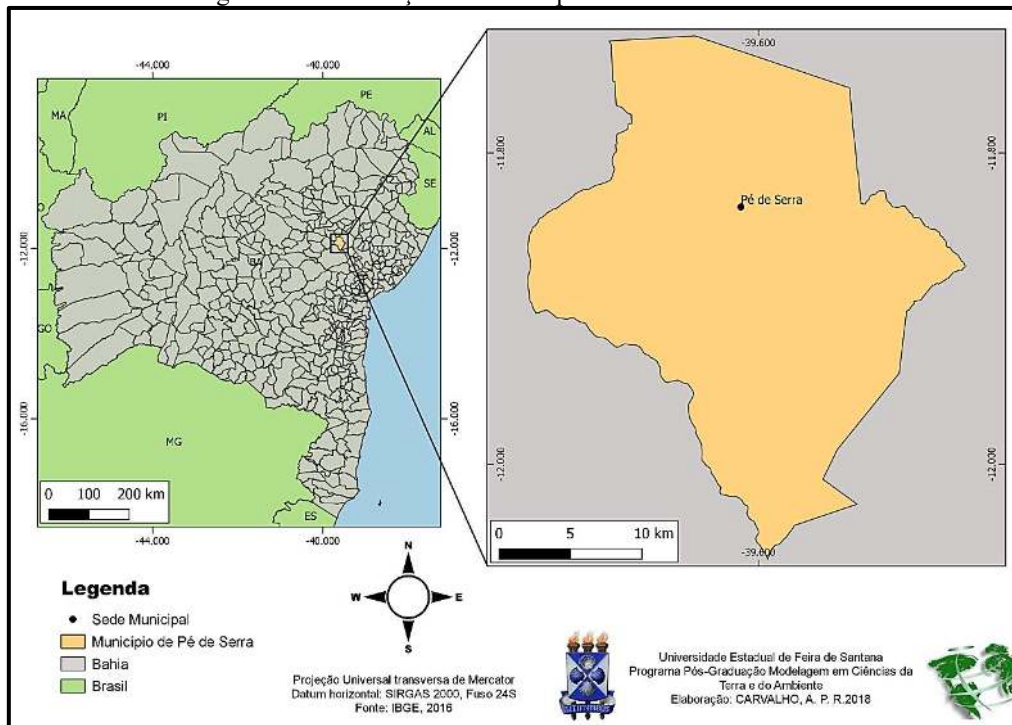 -44.000
-40.000
-39.600
MA
PI
PE
AL
SE
-11.800
-11.800
Pé de Serra
-12.000
-12.000
BA
GO
-16.000
-16.000
MG
-12.000
-12.000
0 100 200 km
ES
0 5 10 km
-44.000
-40.000
-39.600
N
W
E
S
Legenda
Sede Municipal
Município de Pé de Serra
Bahia
Brasil
Projeção Universal transversa de Mercator
Datum horizontal: SIRGAS 2000, Fuso 24S
Fonte: IBGE, 2016
Universidade Estadual de Feira de Santana
Programa Pós-Graduação Modelagem em Ciências da
Terra e do Ambiente
Elaboração: CARVALHO, A. P. R.2018